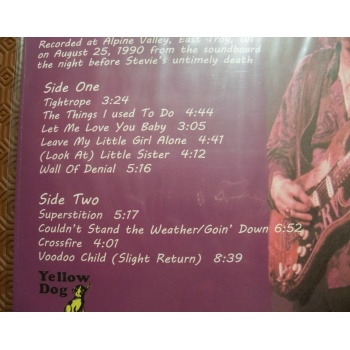 Recorded at Alpine Valley, East Troy, WI
on August 25, 1990 from the soundboard
the night before Stevie's untimely death
Side One
Tightrope 3:24
The Things I used To Do 4:44
Let Me Love You Baby 3:05
Leave My Little Girl Alone 4:41
(Look At) Little Sister 4:12
Wall Of Denial 5:16
Side Two
Superstition 5:17
Couldn't Stand the Weather/Goin' Down 6:52
Crossfire 4:01
Voodoo Child (Slight Return) 8:39
Yellow
Dog